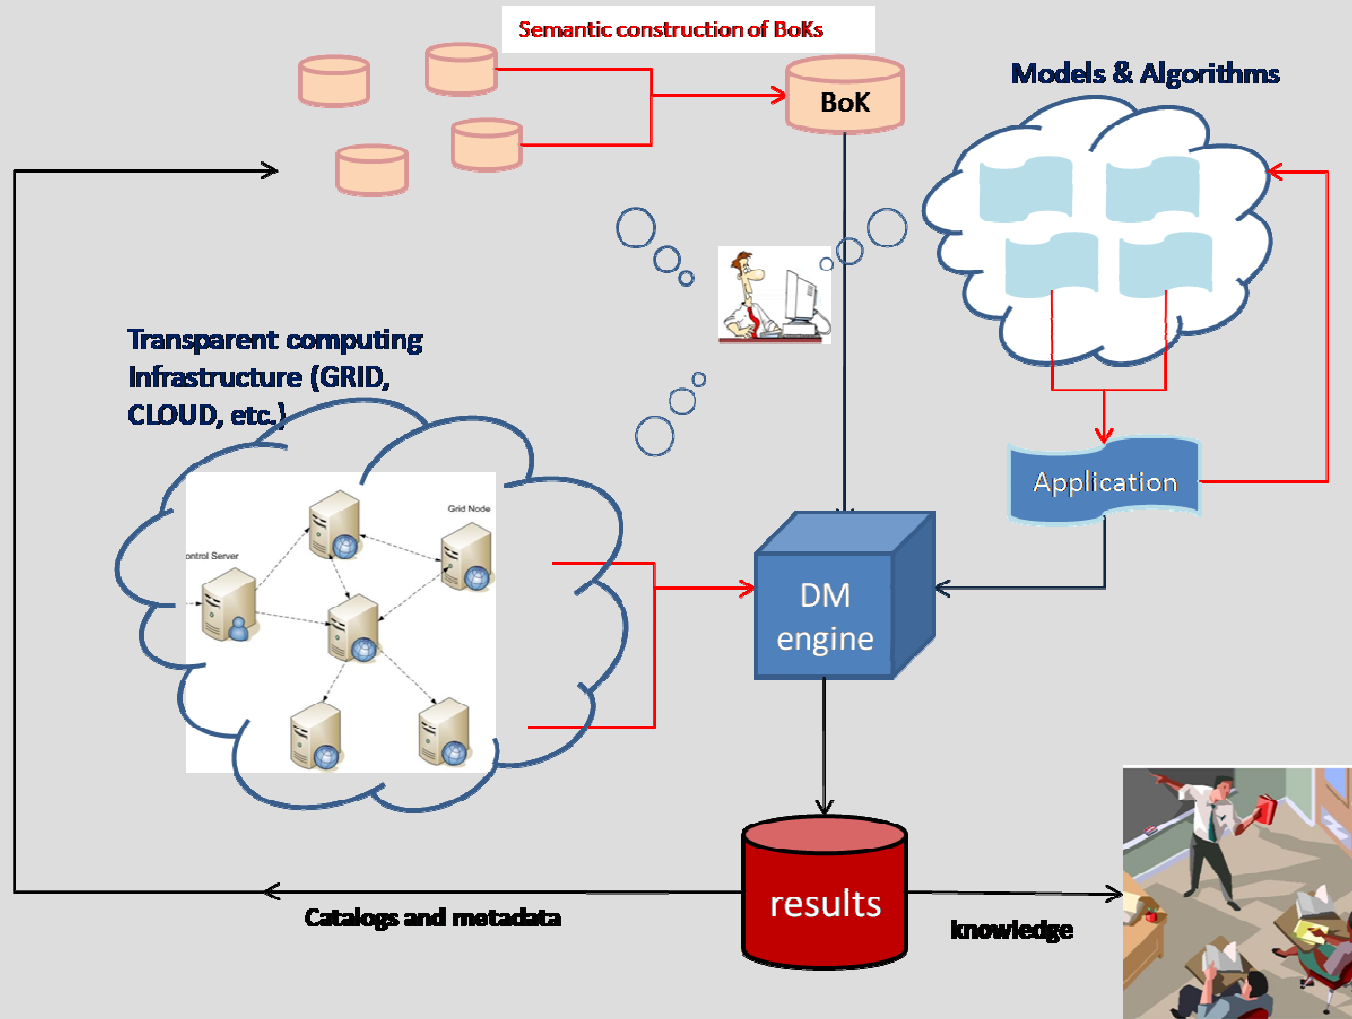 Semantic construction of BoKs
BoK
Models & Algorithms
Transparent computing
Infrastructure (GRID,
CLOUD, etc.)
Grid Node
ontrol Server
Application
DM
engine
results
Catalogs and metadata
knowledge